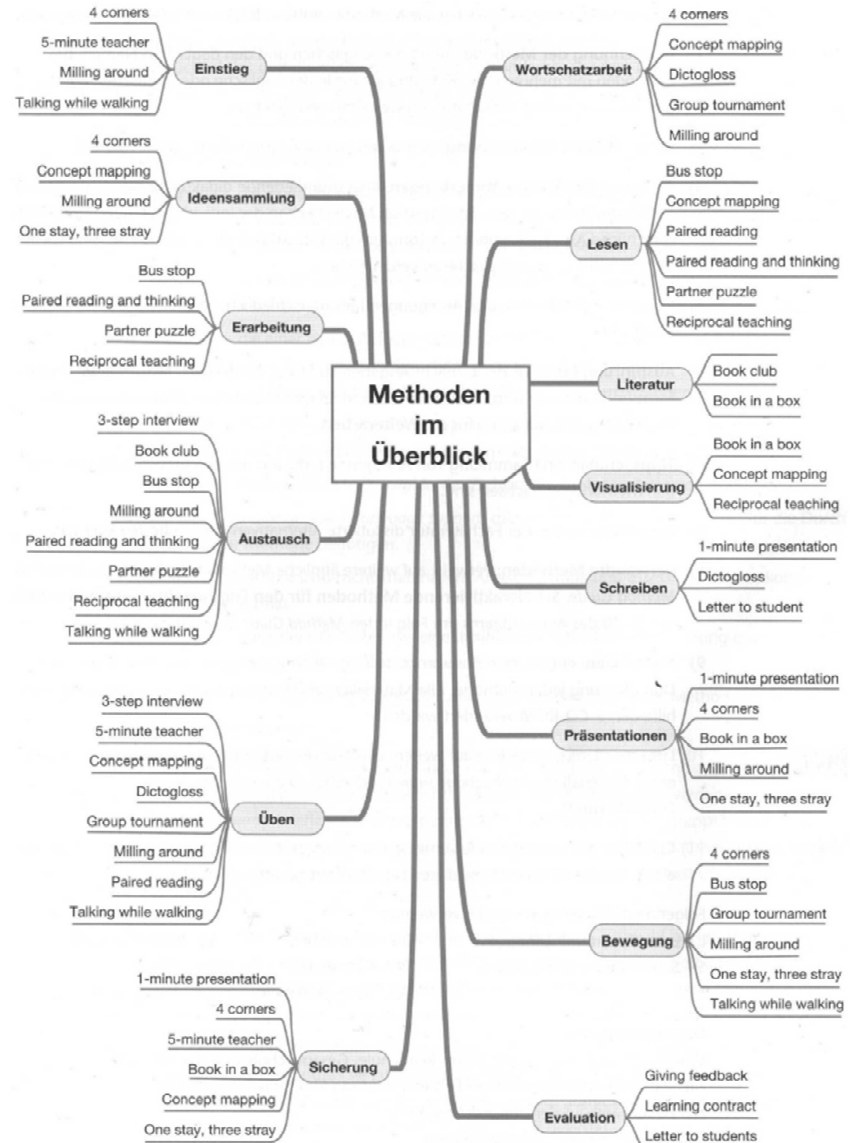 Methoden
im
Überblick
Einstieg
4 corners
5-minute teacher
Milling around
Talking while walking
Ideensammlung
4 corners
Concept mapping
Milling around
One stay, three stray
Erarbeitung
Bus stop
Paired reading and thinking
Partner puzzle
Reciprocal teaching
Austausch
3-step interview
Book club
Bus stop
Milling around
Paired reading and thinking
Partner puzzle
Reciprocal teaching
Talking while walking
Üben
3-step interview
5-minute teacher
Concept mapping
Dictogloss
Group tournament
Milling around
Paired reading
Talking while walking
Sicherung
1-minute presentation
4 corners
5-minute teacher
Book in a box
Concept mapping
One stay, three stray
Wortschatzarbeit
4 corners
Concept mapping
Dictogloss
Group tournament
Milling around
Lesen
Bus stop
Concept mapping
Paired reading
Paired reading and thinking
Partner puzzle
Reciprocal teaching
Literatur
Book club
Book in a box
Visualisierung
Book in a box
Concept mapping
Reciprocal teaching
Schreiben
1-minute presentation
Dictogloss
Letter to student
Präsentationen
1-minute presentation
4 corners
Book in a box
Milling around
One stay, three stray
Bewegung
4 corners
Bus stop
Group tournament
Milling around
One stay, three stray
Talking while walking
Evaluation
Giving feedback
Learning contract
Letter to students